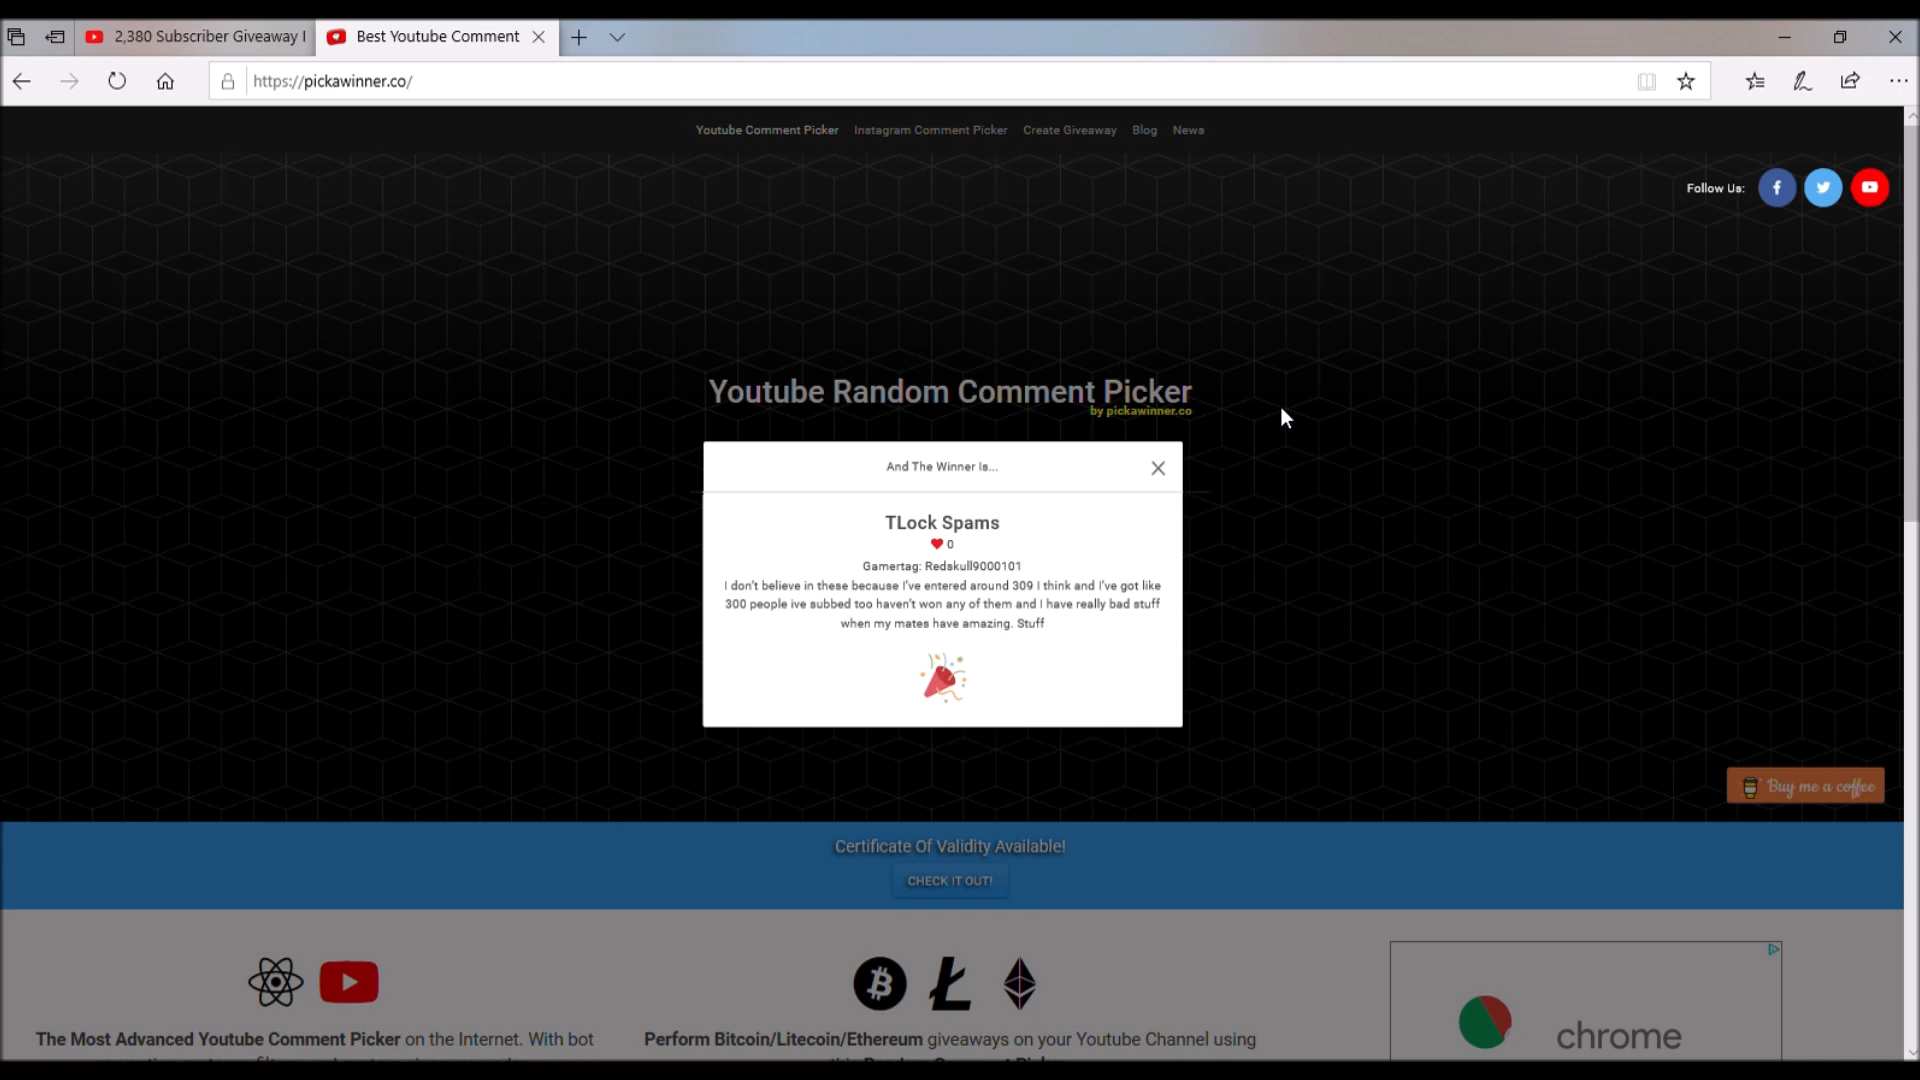 2,380 Subscriber Giveaway I
Best Youtube Comment
https://pickawinner.co/
Youtube Comment Picker Instagram Comment Picker Create Giveaway Blog News
Follow Us:
Youtube Random Comment Picker
by pickawinner.co
And The Winner Is...
TLock Spams
0
Gamertag: Redskull9000101
I don't believe in these because I've entered around 309 I think and I've got like
300 people ive subbed too haven't won any of them and I have really bad stuff
when my mates have amazing. Stuff
Buy me a coffee
Certificate Of Validity Available!
CHECK IT OUT!
The Most Advanced Youtube Comment Picker on the Internet. With bot
Perform Bitcoin/Litecoin/Ethereum giveaways on your Youtube Channel using
chrome